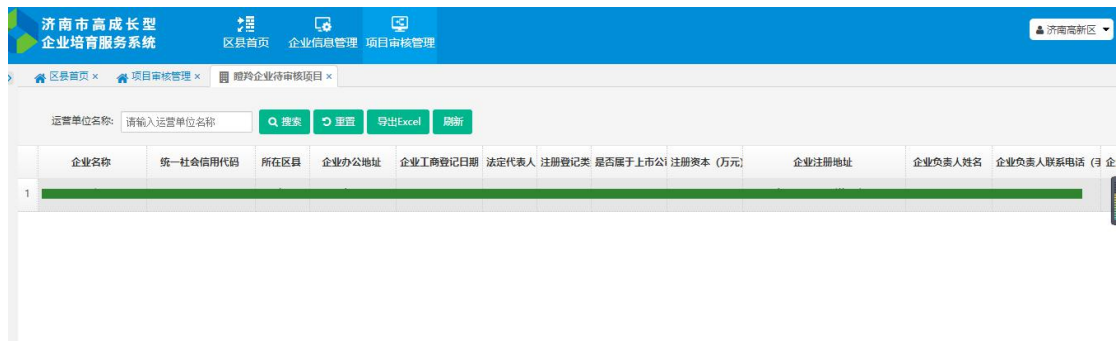 济南市高成长型
企业培育服务系统
区县首页 企业信息管理 项目审核管理
济南高新区
区县首页 × 项目审核管理 × 瞪羚企业待审核项目 ×
运营单位名称: 请输入运营单位名称 搜索 重置 导出Excel 刷新
企业名称 统一社会信用代码 所在区县 企业办公地址 企业工商登记日期 法定代表人 注册登记类 是否属于上市公 注册资本（万元） 企业注册地址 企业负责人姓名 企业负责人联系电话（手 企
1